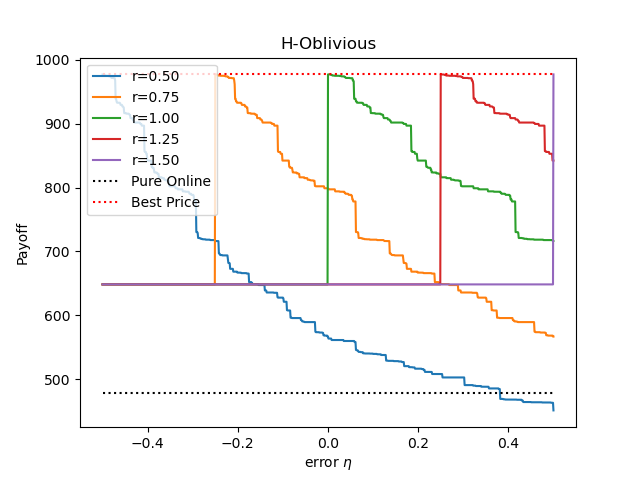 H-Oblivious
Payoff
1000
900
800
700
600
500
r=0.50
r=0.75
r=1.00
r=1.25
r=1.50
Pure Online
Best Price
−0.4
−0.2
0.0
0.2
0.4
error η